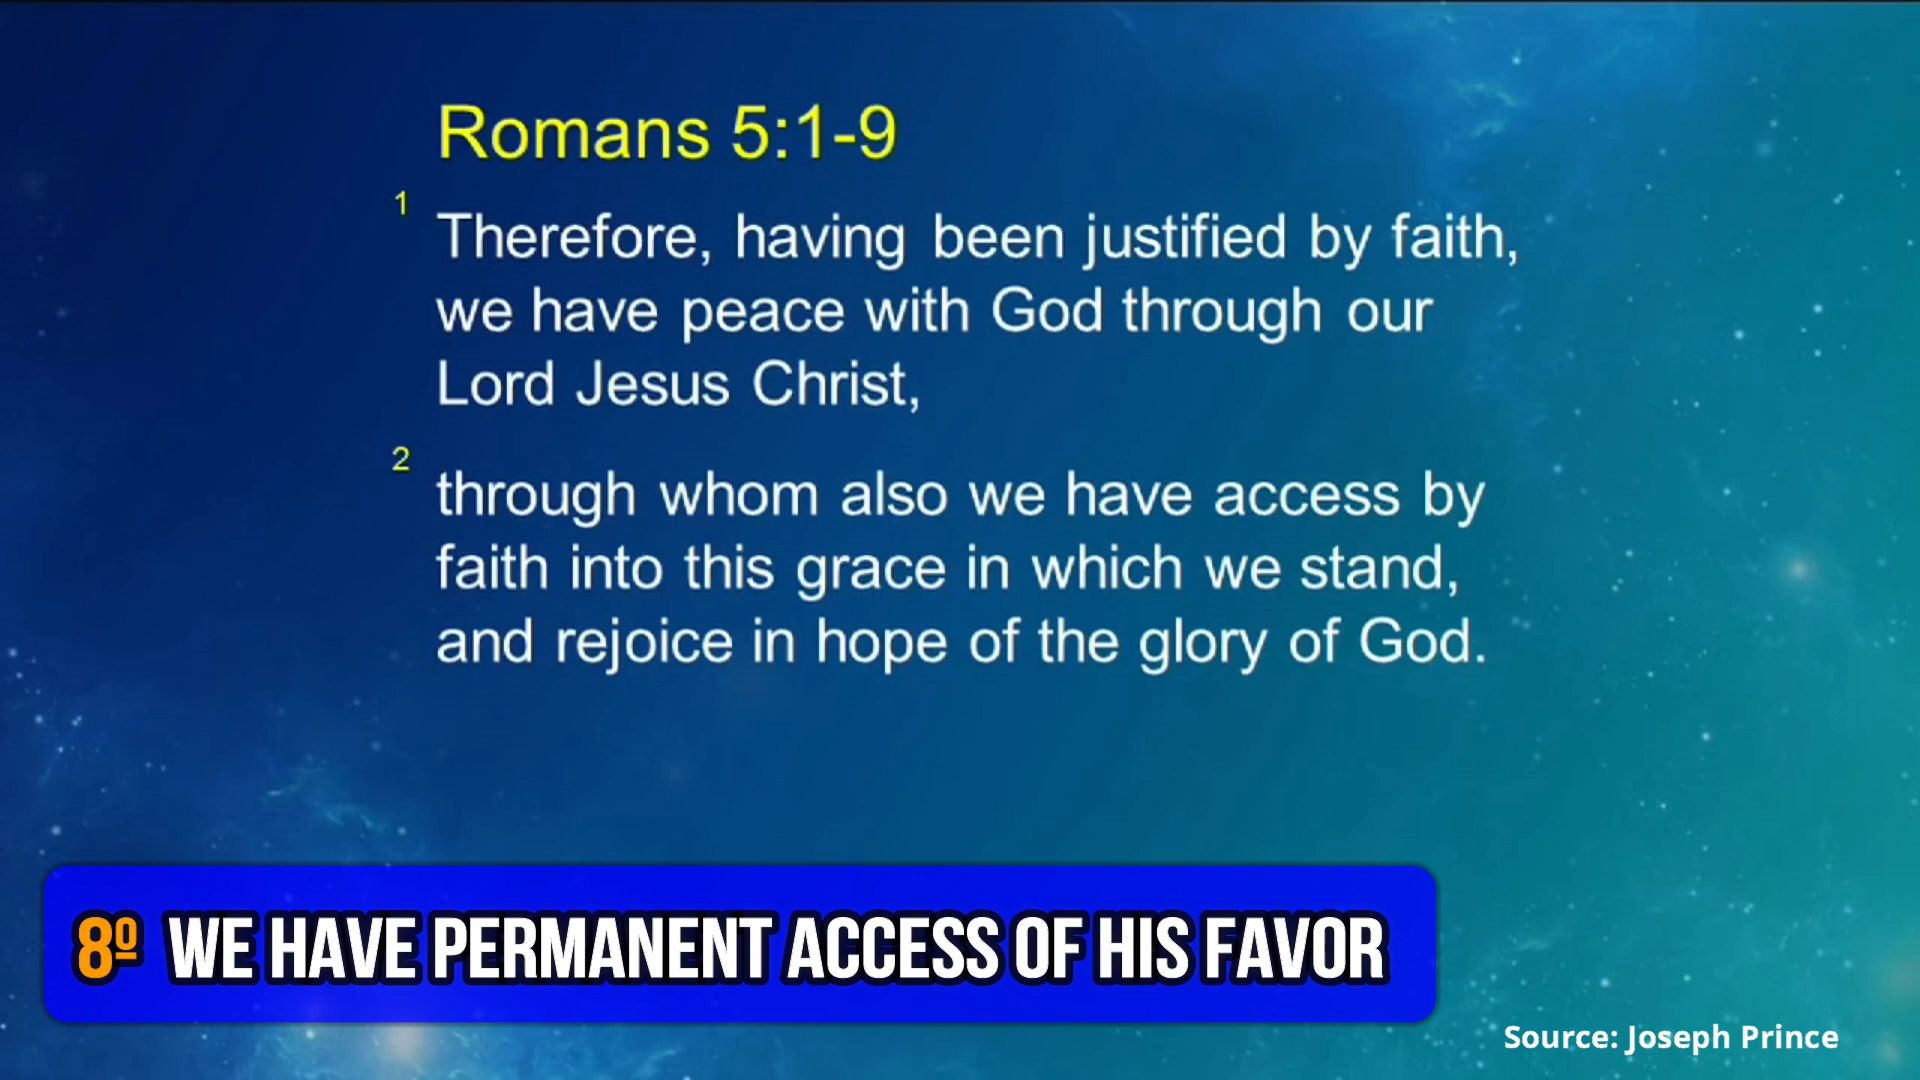 Romans 5:1-9
1 Therefore, having been justified by faith,
we have peace with God through our
Lord Jesus Christ,
2 through whom also we have access by
faith into this grace in which we stand,
and rejoice in hope of the glory of God.
8º WE HAVE PERMANENT ACCESS OF HIS FAVOR
Source: Joseph Prince